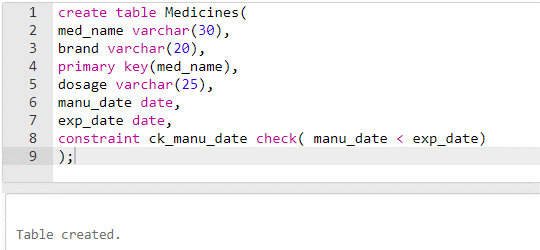 1 create table Medicines(
2 med_name varchar(30),
3 brand varchar(20),
4 primary key(med_name),
5 dosage varchar(25),
6 manu_date date,
7 exp_date date,
8 constraint ck_manu_date check( manu_date < exp_date)
9 );
Table created.